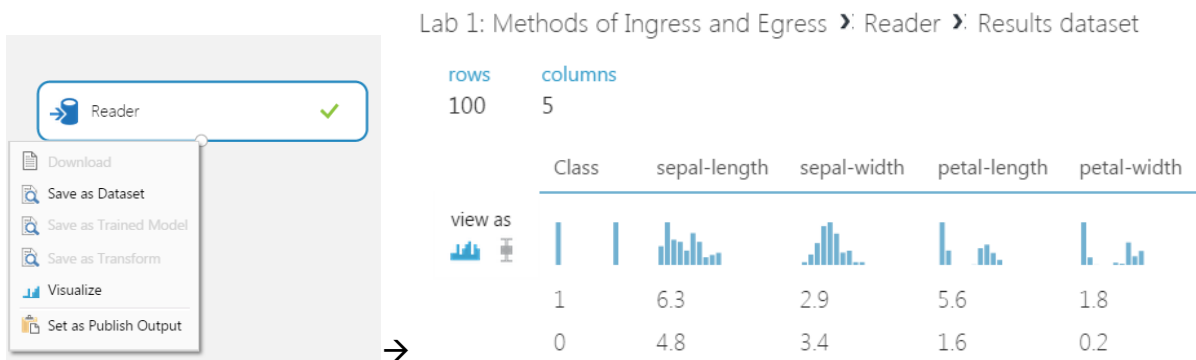 Reader
Download
Save as Dataset
Save as Trained Model
Save as Transform
Visualize
Set as Publish Output
→
Lab 1: Methods of Ingress and Egress › Reader › Results dataset
rows columns
100 5
Class sepal-length sepal-width petal-length petal-width
view as
1 6.3 2.9 5.6 1.8
0 4.8 3.4 1.6 0.2